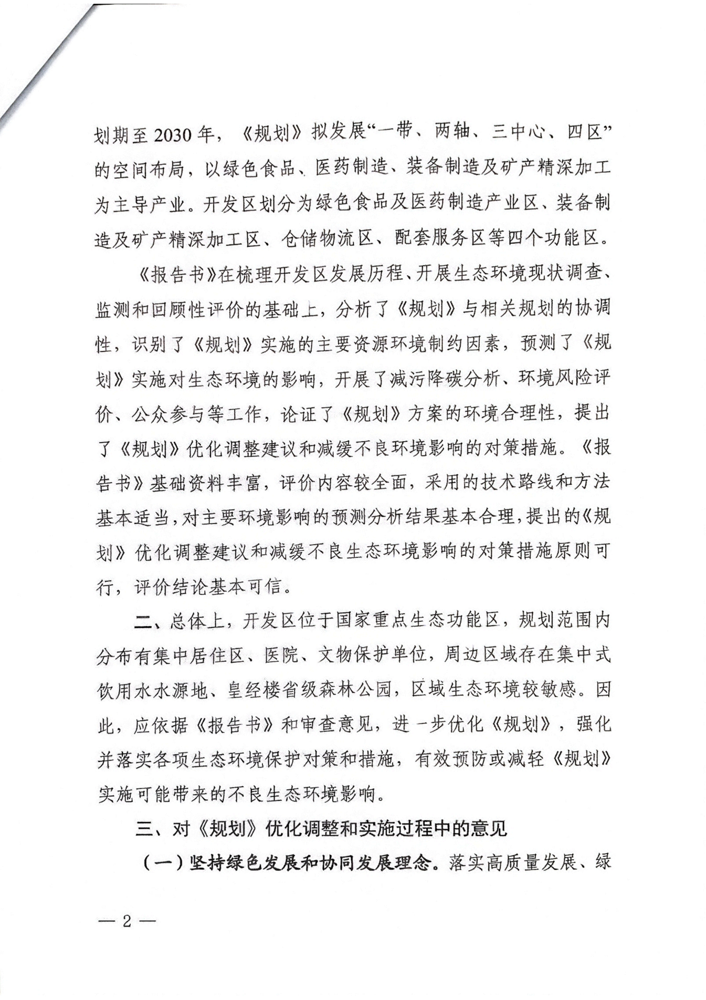 划期至 2030 年，《规划》拟发展“一带、两轴、三中心、四区”
的空间布局，以绿色食品、医药制造、装备制造及矿产精深加工
为主导产业。开发区划分为绿色食品及医药制造产业区、装备制
造及矿产精深加工区、仓储物流区、配套服务区等四个功能区。
《报告书》在梳理开发区发展历程、开展生态环境现状调查、
监测和回顾性评价的基础上，分析了《规划》与相关规划的协调
性，识别了《规划》实施的主要资源环境制约因素，预测了《规
划》实施对生态环境的影响，开展了减污降碳分析、环境风险评
价、公众参与等工作，论证了《规划》方案的环境合理性，提出
了《规划》优化调整建议和减缓不良环境影响的对策措施。《报
告书》基础资料丰富，评价内容较全面，采用的技术路线和方法
基本适当，对主要环境影响的预测分析结果基本合理，提出的《规
划》优化调整建议和减缓不良生态环境影响的对策措施原则可
行，评价结论基本可信。
二、总体上，开发区位于国家重点生态功能区，规划范围内
分布有集中居住区、医院、文物保护单位，周边区域存在集中式
饮用水水源地、皇经楼省级森林公园，区域生态环境较敏感。因
此，应依据《报告书》和审查意见，进一步优化《规划》，强化
并落实各项生态环境保护对策和措施，有效预防或减轻《规划》
实施可能带来的不良生态环境影响。
三、对《规划》优化调整和实施过程中的意见
（一）坚持绿色发展和协同发展理念。落实高质量发展、绿
— 2 —